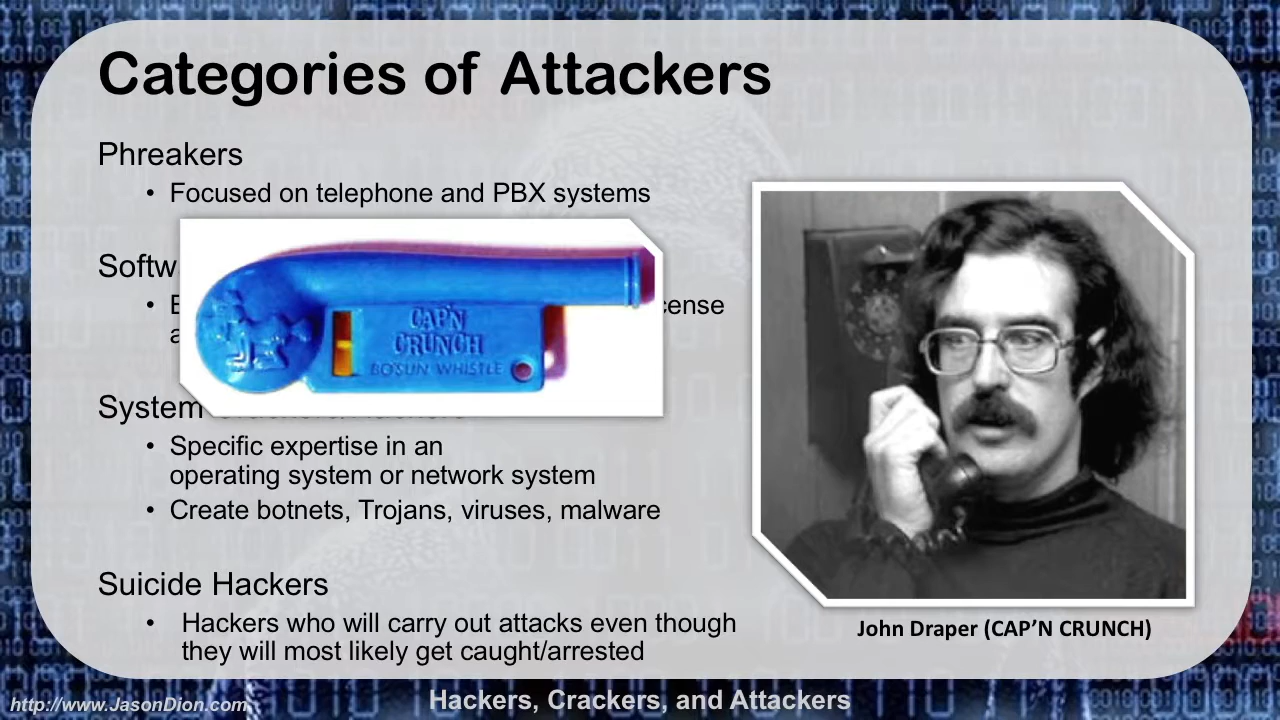 Categories of Attackers
Phreakers
• Focused on telephone and PBX systems
CAP'N
CRUNCH
BO'SUN WHISTLE
System
• Specific expertise in an
operating system or network system
• Create botnets, Trojans, viruses, malware
Suicide Hackers
• Hackers who will carry out attacks even though
they will most likely get caught/arrested
John Draper (CAP’N CRUNCH)
http://www.JasonDion.com
Hackers, Crackers, and Attackers